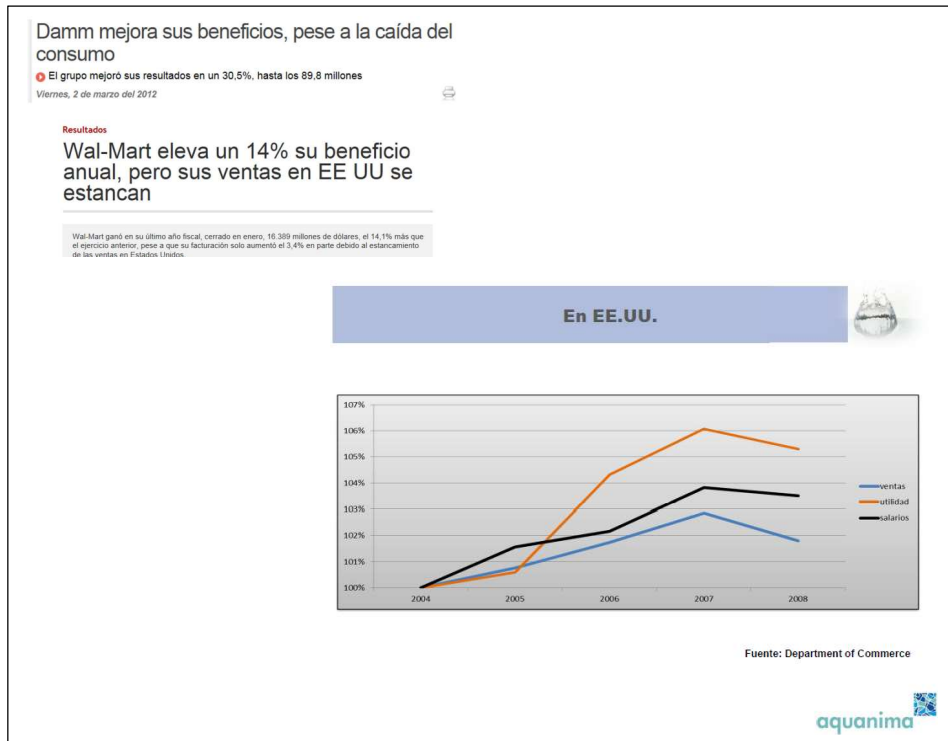 Damm mejora sus beneficios, pese a la caída del
consumo
El grupo mejoró sus resultados en un 30,5%, hasta los 89,8 millones
Viernes, 2 de marzo del 2012
Resultados
Wal-Mart eleva un 14% su beneficio
anual, pero sus ventas en EE UU se
estancan
Wal-Mart ganó en su último año fiscal, cerrado en enero, 16.389 millones de dólares, el 14,1% más que
el ejercicio anterior, pese a que su facturación solo aumentó el 3,4% en parte debido al estancamiento
de las ventas en Estados Unidos.
En EE.UU.
107%
106%
105%
104%
103%
102%
101%
100%
2004 2005 2006 2007 2008
ventas
utilidad
salarios
Fuente: Department of Commerce
aquanima